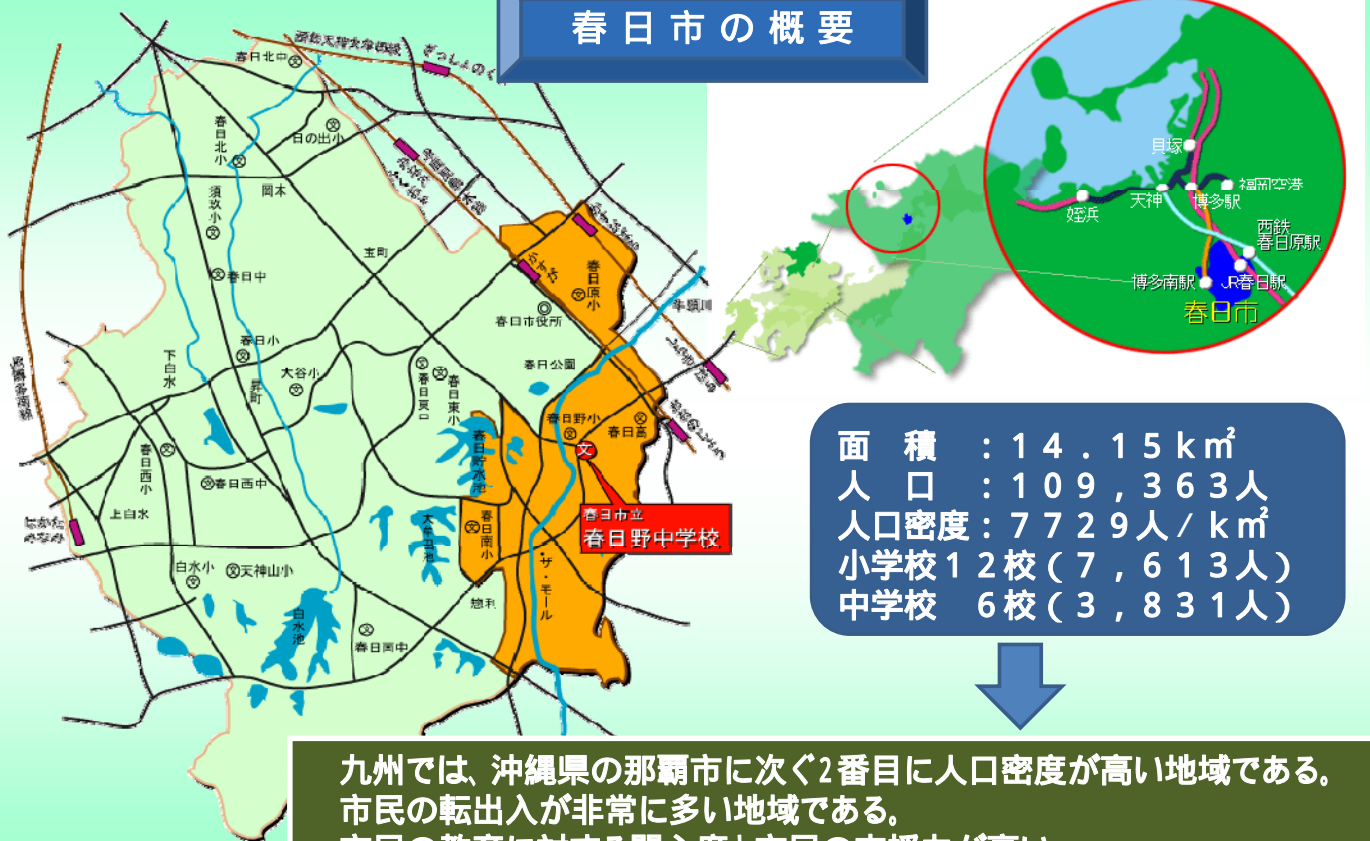 春日市の概要
春日北中
春日北小
日の出小
岡本
須玖小
春日中
宝町
春日原小
かすが
春日市役所
春日公園
春日小
昇町
大谷小
下白水
春日東小
春日野小
春日高
春日貯水池
春日西小
春日西中
上白水
春日市立
春日野中学校
春日南小
ザ・モール
惣利
白水小
天神山小
白水池
春日南中
貝塚
福岡空港
天神
博多駅
姪浜
西鉄
春日原駅
博多南駅
JR春日駅
春日市
面　積　：１４．１５ｋ㎡
人　口　：１０９,３６３人
人口密度：７７２９人／ｋ㎡
小学校１２校（７,６１３人）
中学校　６校（３,８３１人）
九州では、沖縄県の那覇市に次ぐ2番目に人口密度が高い地域である。
市民の転出入が非常に多い地域である。